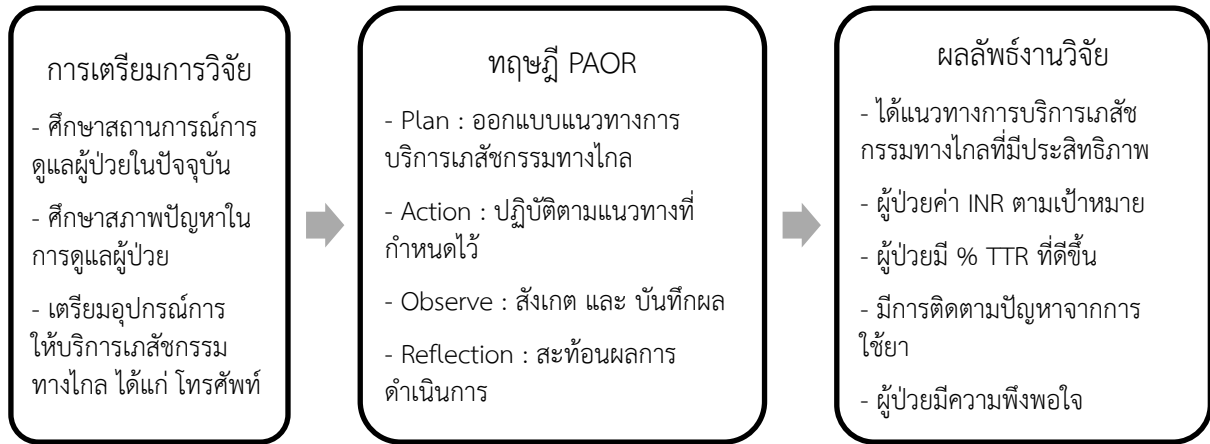 การเตรียมการวิจัย
- ศึกษาสถานการณ์การ
ดูแลผู้ป่วยในปัจจุบัน
- ศึกษาสภาพปัญหาใน
การดูแลผู้ป่วย
- เตรียมอุปกรณ์การ
ให้บริการเภสัชกรรม
ทางไกล ได้แก่ โทรศัพท์
ทฤษฎี PAOR
- Plan : ออกแบบแนวทางการ
บริการเภสัชกรรมทางไกล
- Action : ปฏิบัติตามแนวทางที่
กำหนดไว้
- Observe : สังเกต และ บันทึกผล
- Reflection : สะท้อนผลการ
ดำเนินการ
ผลลัพธ์งานวิจัย
- ได้แนวทางการบริการเภสัช
กรรมทางไกลที่มีประสิทธิภาพ
- ผู้ป่วยค่า INR ตามเป้าหมาย
- ผู้ป่วยมี % TTR ที่ดีขึ้น
- มีการติดตามปัญหาจากการ
ใช้ยา
- ผู้ป่วยมีความพึงพอใจ